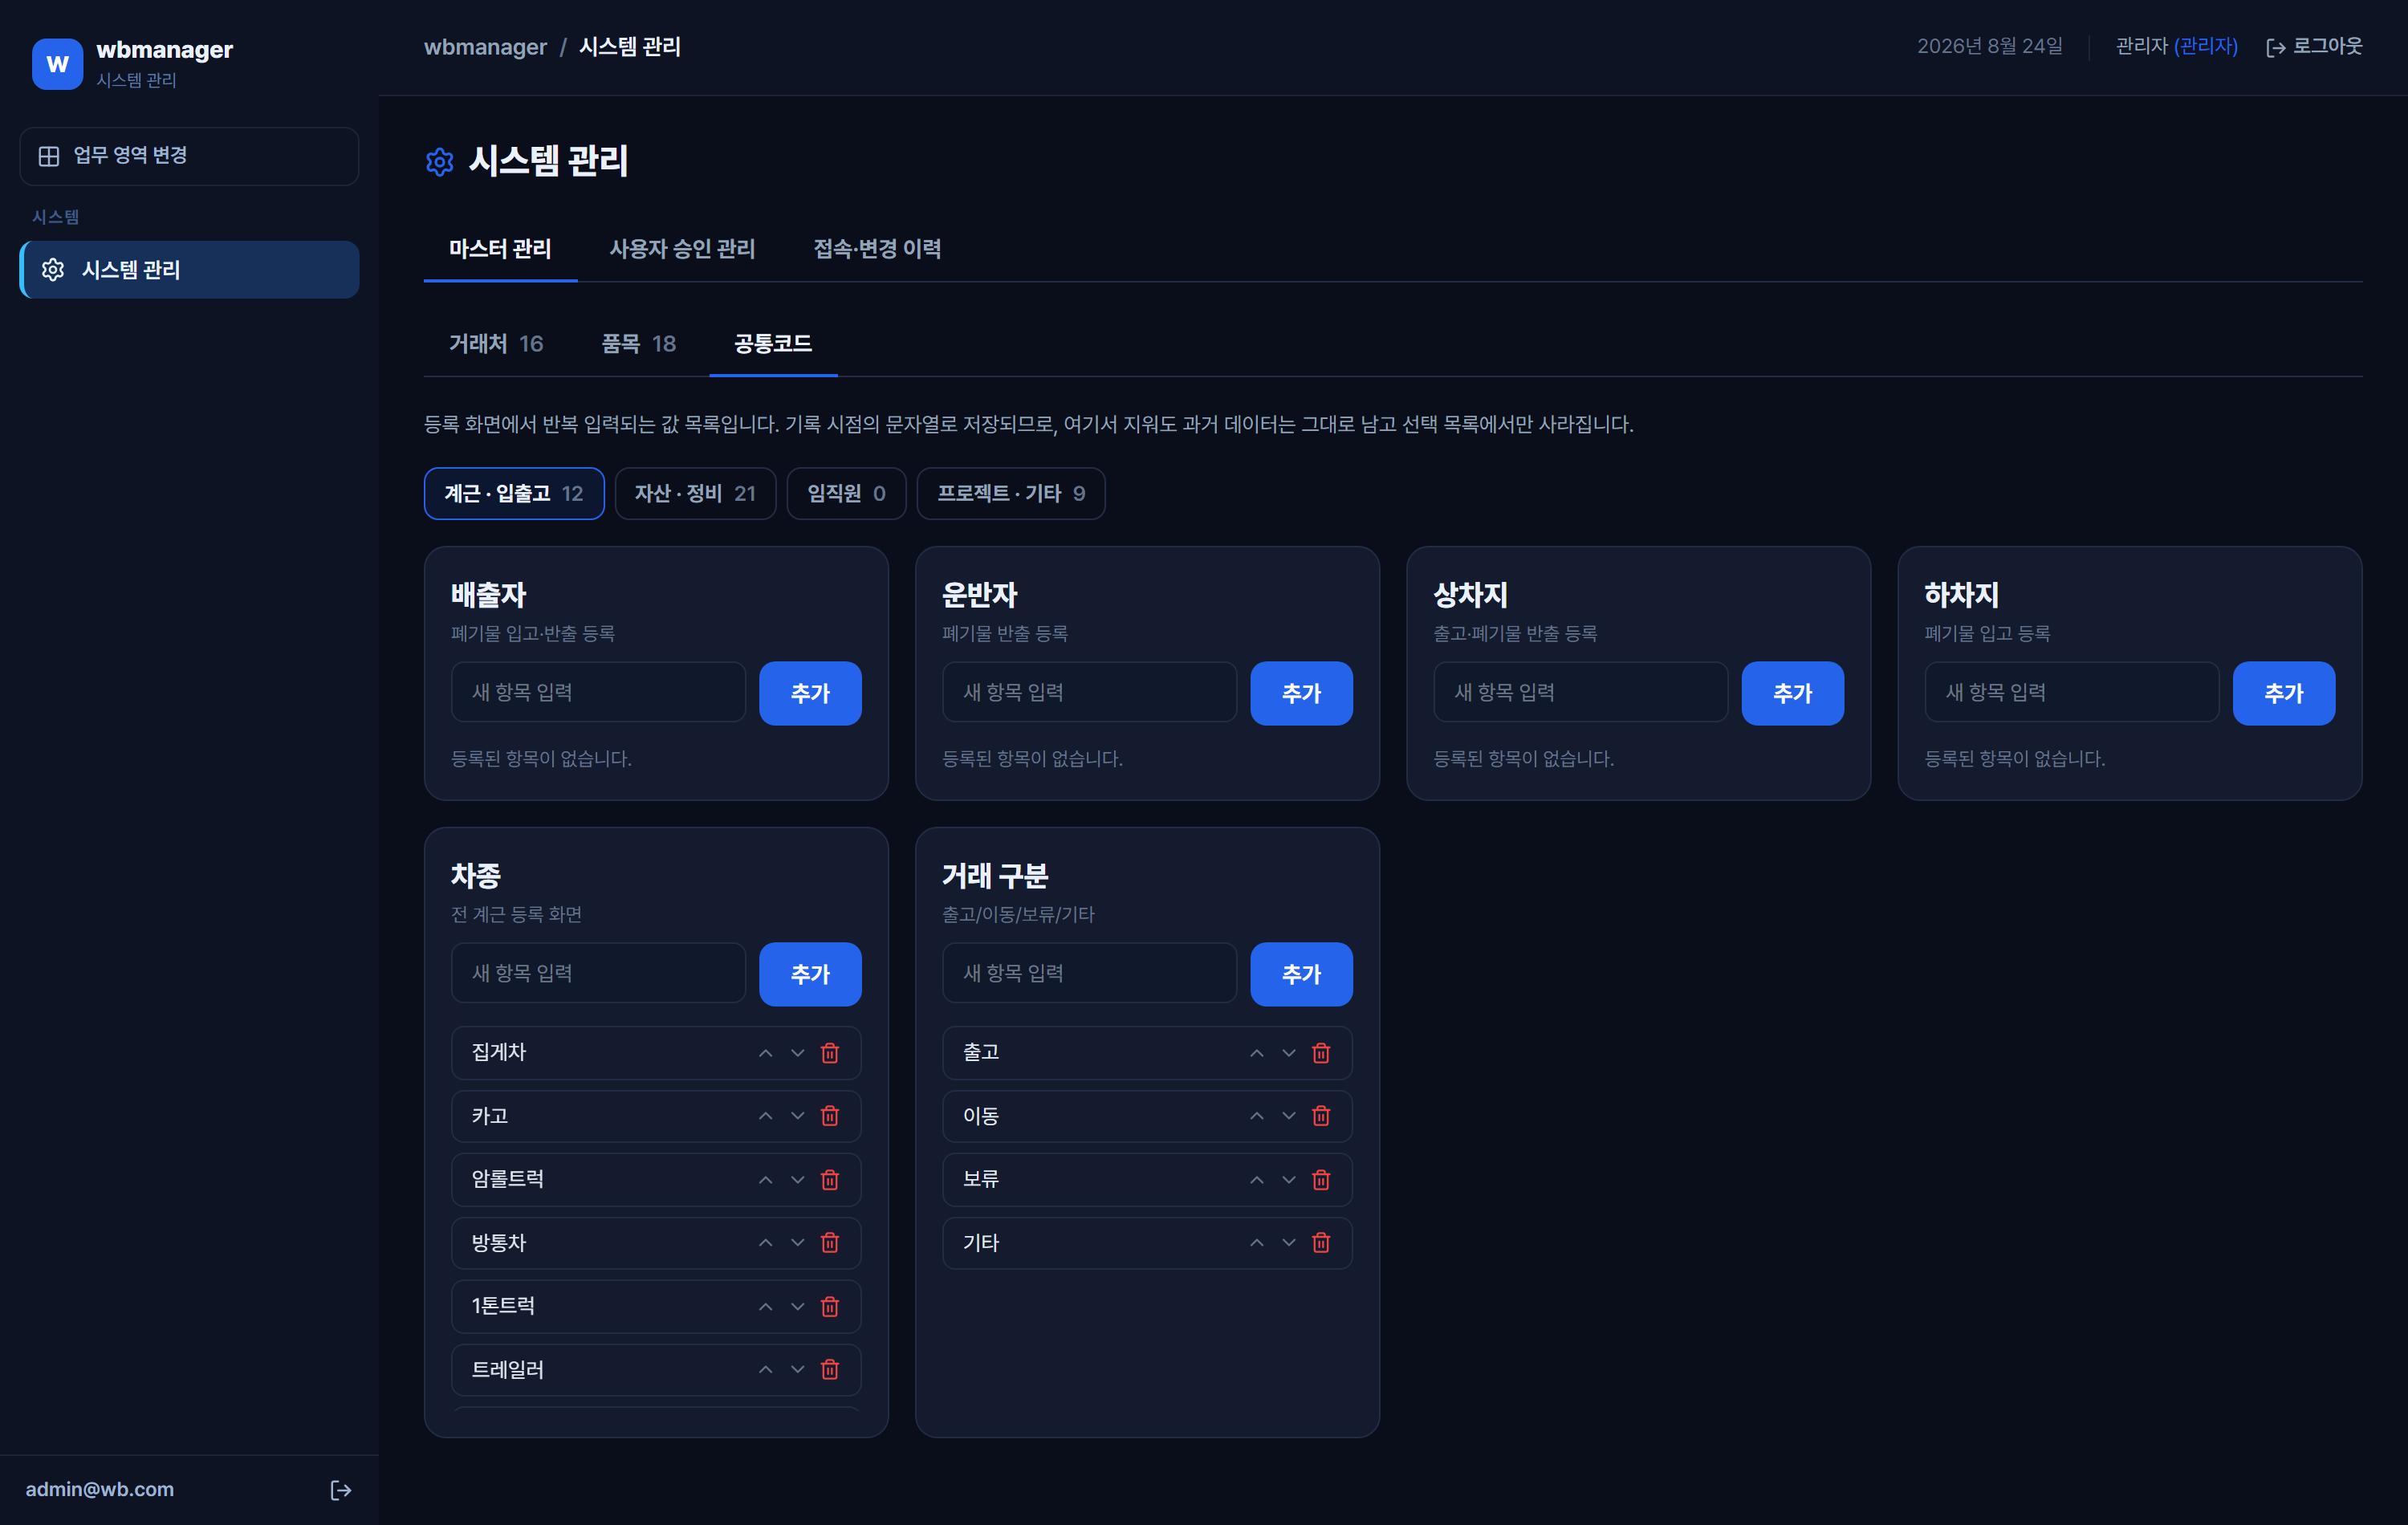 W
wbmanager
시스템 관리
업무 영역 변경
시스템
시스템 관리
admin@wb.com
wbmanager / 시스템 관리
2026년 8월 24일
관리자 (관리자)
로그아웃
시스템 관리
마스터 관리 사용자 승인 관리 접속·변경 이력
거래처 16 품목 18 공통코드
등록 화면에서 반복 입력되는 값 목록입니다. 기록 시점의 문자열로 저장되므로, 여기서 지워도 과거 데이터는 그대로 남고 선택 목록에서만 사라집니다.
계근 · 입출고 12 자산 · 정비 21 임직원 0 프로젝트 · 기타 9
배출자
폐기물 입고·반출 등록
새 항목 입력 추가
등록된 항목이 없습니다.
운반자
폐기물 반출 등록
새 항목 입력 추가
등록된 항목이 없습니다.
상차지
출고·폐기물 반출 등록
새 항목 입력 추가
등록된 항목이 없습니다.
하차지
폐기물 입고 등록
새 항목 입력 추가
등록된 항목이 없습니다.
차종
전 계근 등록 화면
새 항목 입력 추가
집게차
카고
암롤트럭
방통차
1톤트럭
트레일러
거래 구분
출고/이동/보류/기타
새 항목 입력 추가
출고
이동
보류
기타